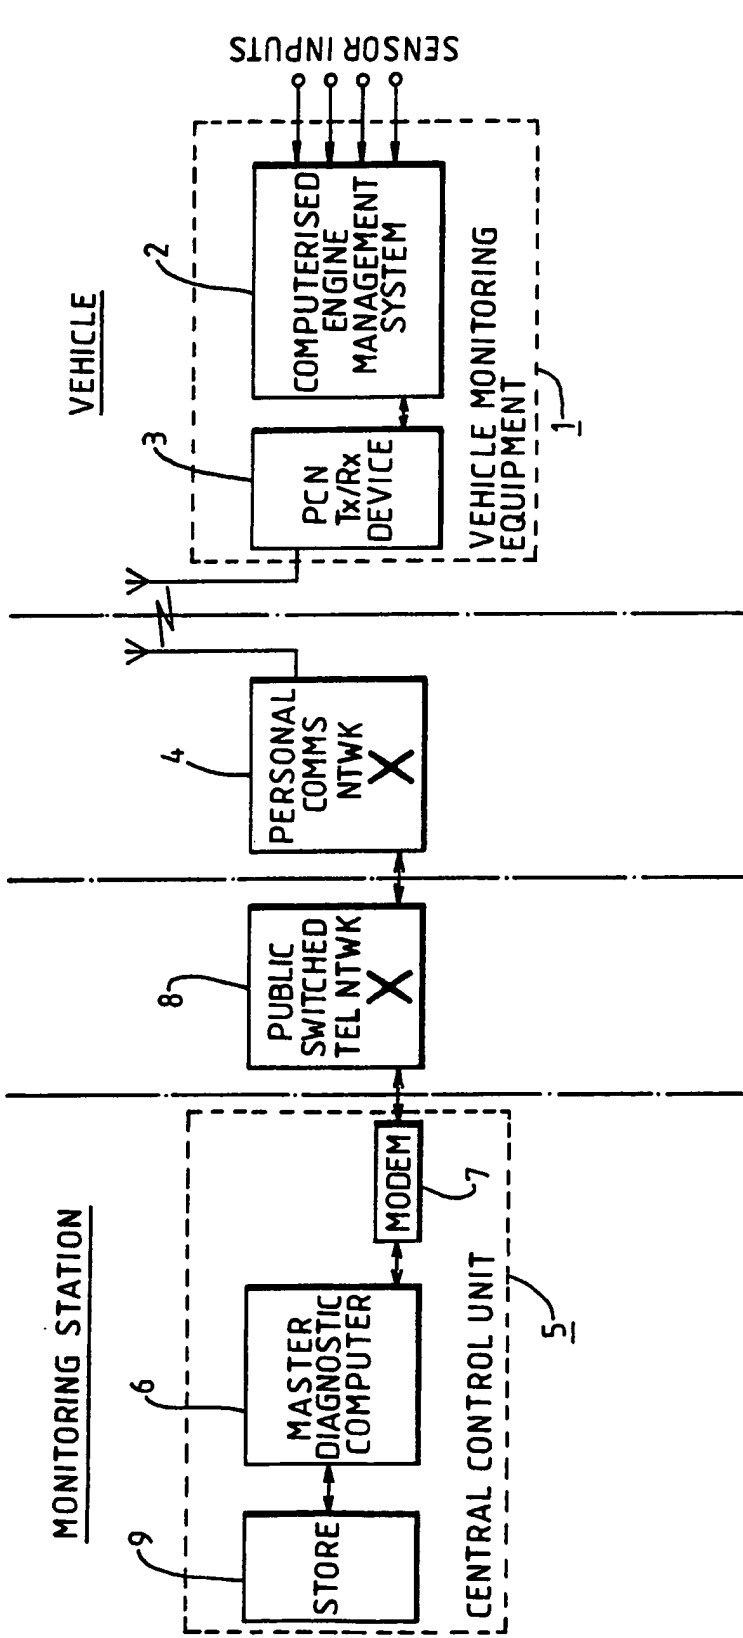 MONITORING STATION
VEHICLE
9
6
8
4
3
2
STORE
MASTER
DIAGNOSTIC
COMPUTER
MODEM
7
PUBLIC
SWITCHED
TEL NTWK
X
PERSONAL
COMMS
NTWK
X
PCN
Tx/Rx
DEVICE
COMPUTERISED
ENGINE
MANAGEMENT
SYSTEM
SENSOR INPUTS
CENTRAL CONTROL UNIT
5
VEHICLE MONITORING
EQUIPMENT
1